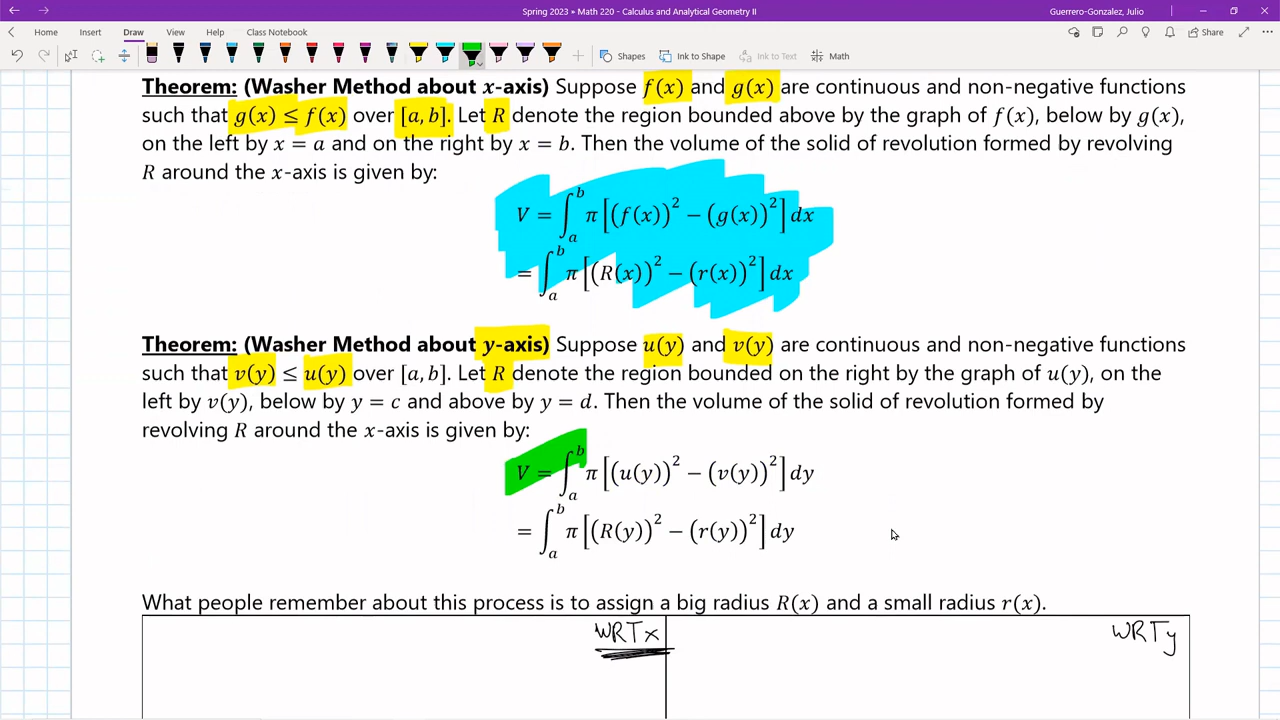 Spring 2023 » Math 220 - Calculus and Analytical Geometry II
Guerrero-Gonzalez, Julio
Home Insert Draw View Help Class Notebook
Share
Shapes Ink to Shape Ink to Text Math
Theorem: (Washer Method about x-axis) Suppose f(x) and g(x) are continuous and non-negative functions
such that g(x) ≤ f(x) over [a, b]. Let R denote the region bounded above by the graph of f(x), below by g(x),
on the left by x = a and on the right by x = b. Then the volume of the solid of revolution formed by revolving
R around the x-axis is given by:
V = ∫_a^b π [(f(x))^2 − (g(x))^2] dx
= ∫_a^b π [(R(x))^2 − (r(x))^2] dx
Theorem: (Washer Method about y-axis) Suppose u(y) and v(y) are continuous and non-negative functions
such that v(y) ≤ u(y) over [a, b]. Let R denote the region bounded on the right by the graph of u(y), on the
left by v(y), below by y = c and above by y = d. Then the volume of the solid of revolution formed by
revolving R around the x-axis is given by:
V = ∫_a^b π [(u(y))^2 − (v(y))^2] dy
= ∫_a^b π [(R(y))^2 − (r(y))^2] dy
What people remember about this process is to assign a big radius R(x) and a small radius r(x).
WRTx WRTy